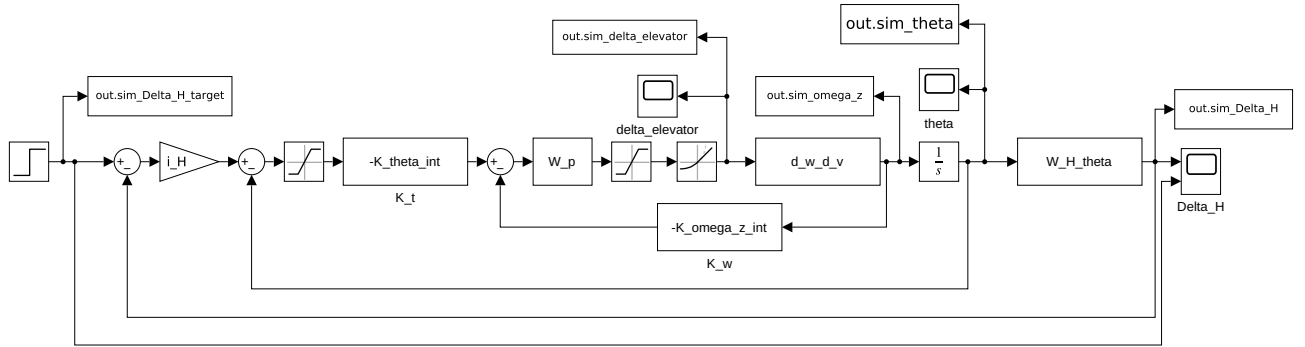 out.sim_theta
out.sim_delta_elevator
out.sim_Delta_H_target
delta_elevator
out.sim_omega_z
theta
out.sim_Delta_H
+
−
i_H
+
−
-K_theta_int
K_t
+
−
W_p
d_w_d_v
1
s
W_H_theta
Delta_H
-K_omega_z_int
K_w